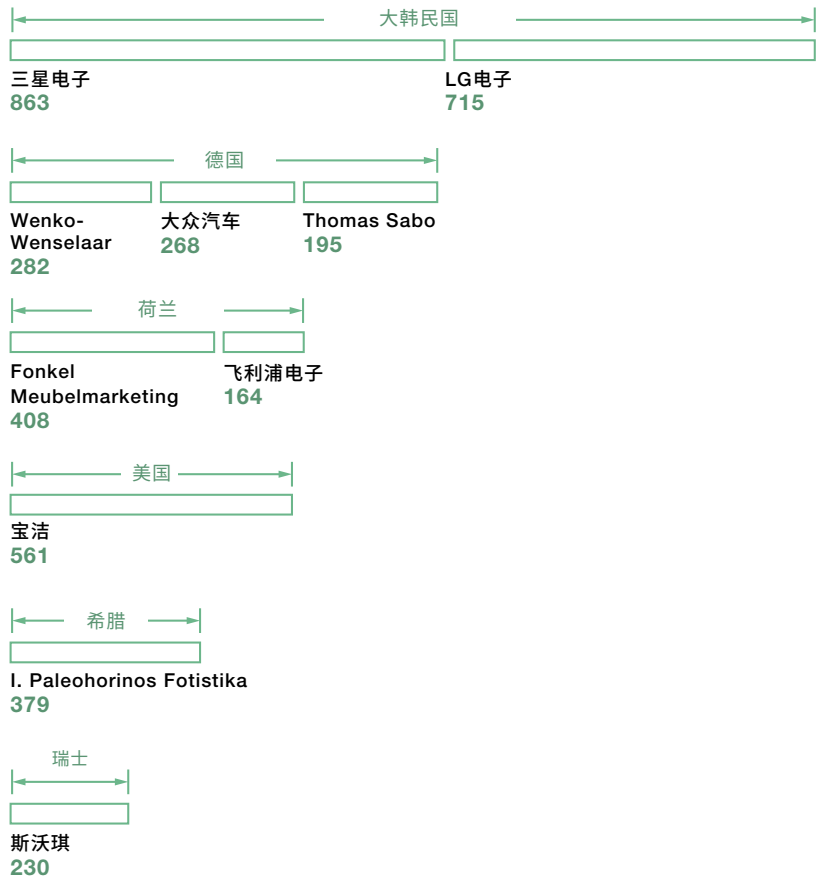 大韩民国
三星电子
863
LG电子
715
德国
Wenko-
Wenselaar
282
大众汽车
268
Thomas Sabo
195
荷兰
Fonkel
Meubelmarketing
408
飞利浦电子
164
美国
宝洁
561
希腊
I. Paleohorinos Fotistika
379
瑞士
斯沃琪
230